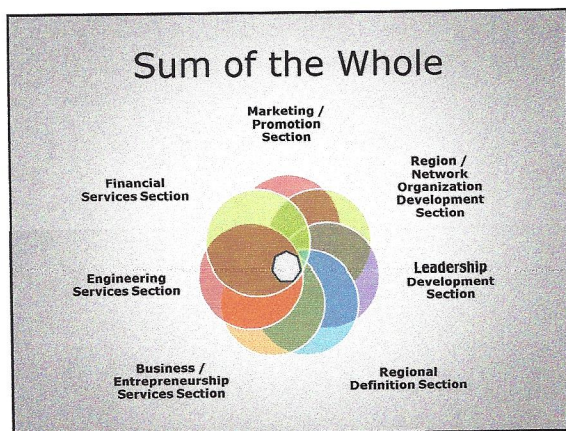 Sum of the Whole
Marketing /
Promotion
Section
Region /
Network
Organization
Development
Section
Financial
Services Section
Leadership
Development
Section
Engineering
Services Section
Business /
Entrepreneurship
Services Section
Regional
Definition Section